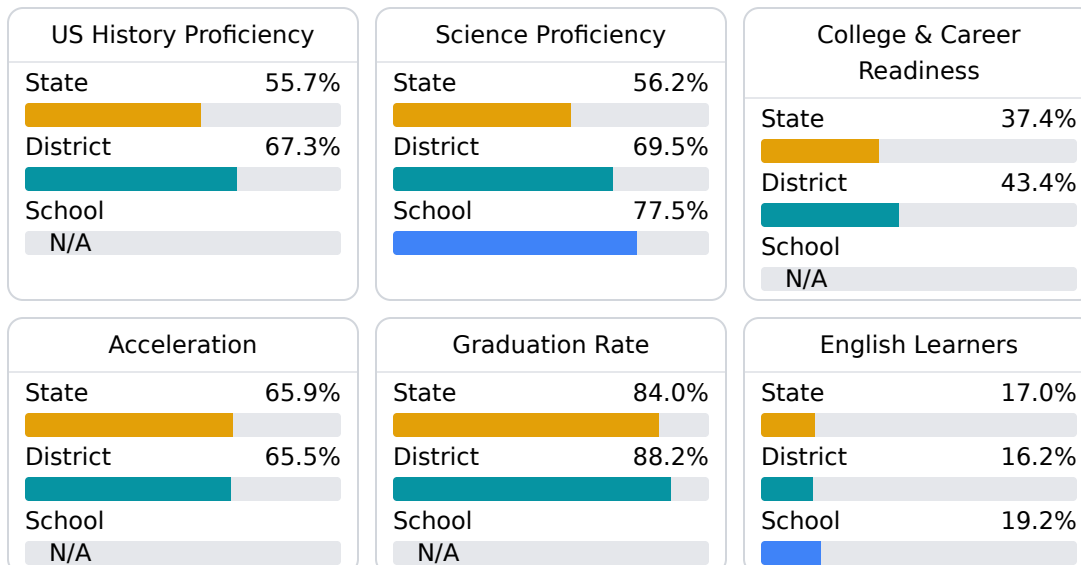 US History Proficiency
State 55.7%
District 67.3%
School
N/A
Science Proficiency
State 56.2%
District 69.5%
School 77.5%
College & Career
Readiness
State 37.4%
District 43.4%
School
N/A
Acceleration
State 65.9%
District 65.5%
School
N/A
Graduation Rate
State 84.0%
District 88.2%
School
N/A
English Learners
State 17.0%
District 16.2%
School 19.2%